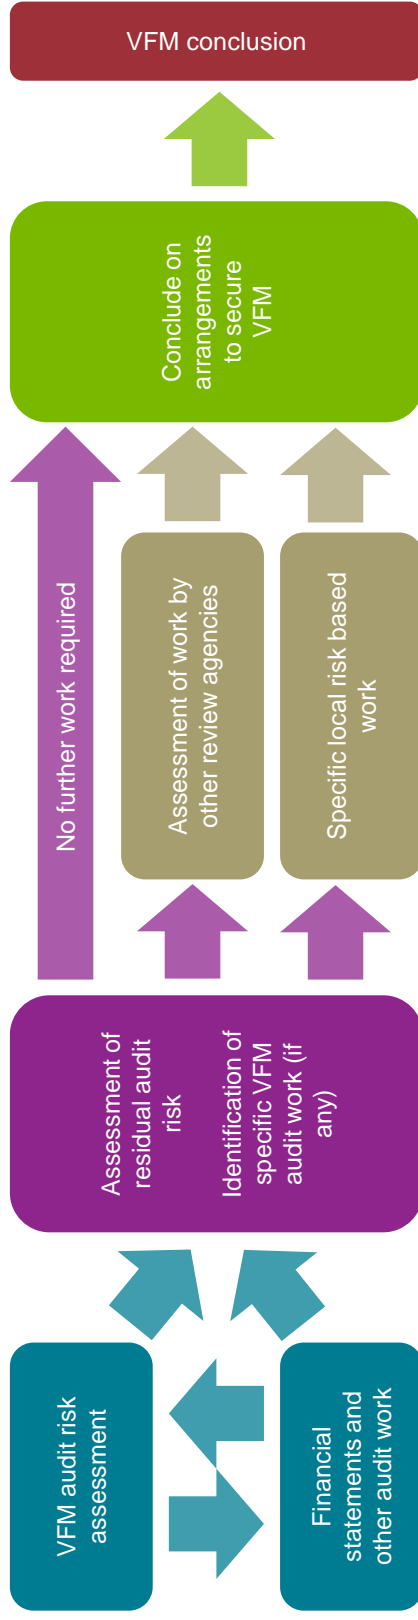 VFM audit risk
assessment
Financial
statements and
other audit work
Assessment of
residual audit
risk
Identification of
specific VFM
audit work (if
any)
No further work required
Assessment of work by
other review agencies
Specific local risk based
work
Conclude on
arrangements
to secure
VFM
VFM conclusion